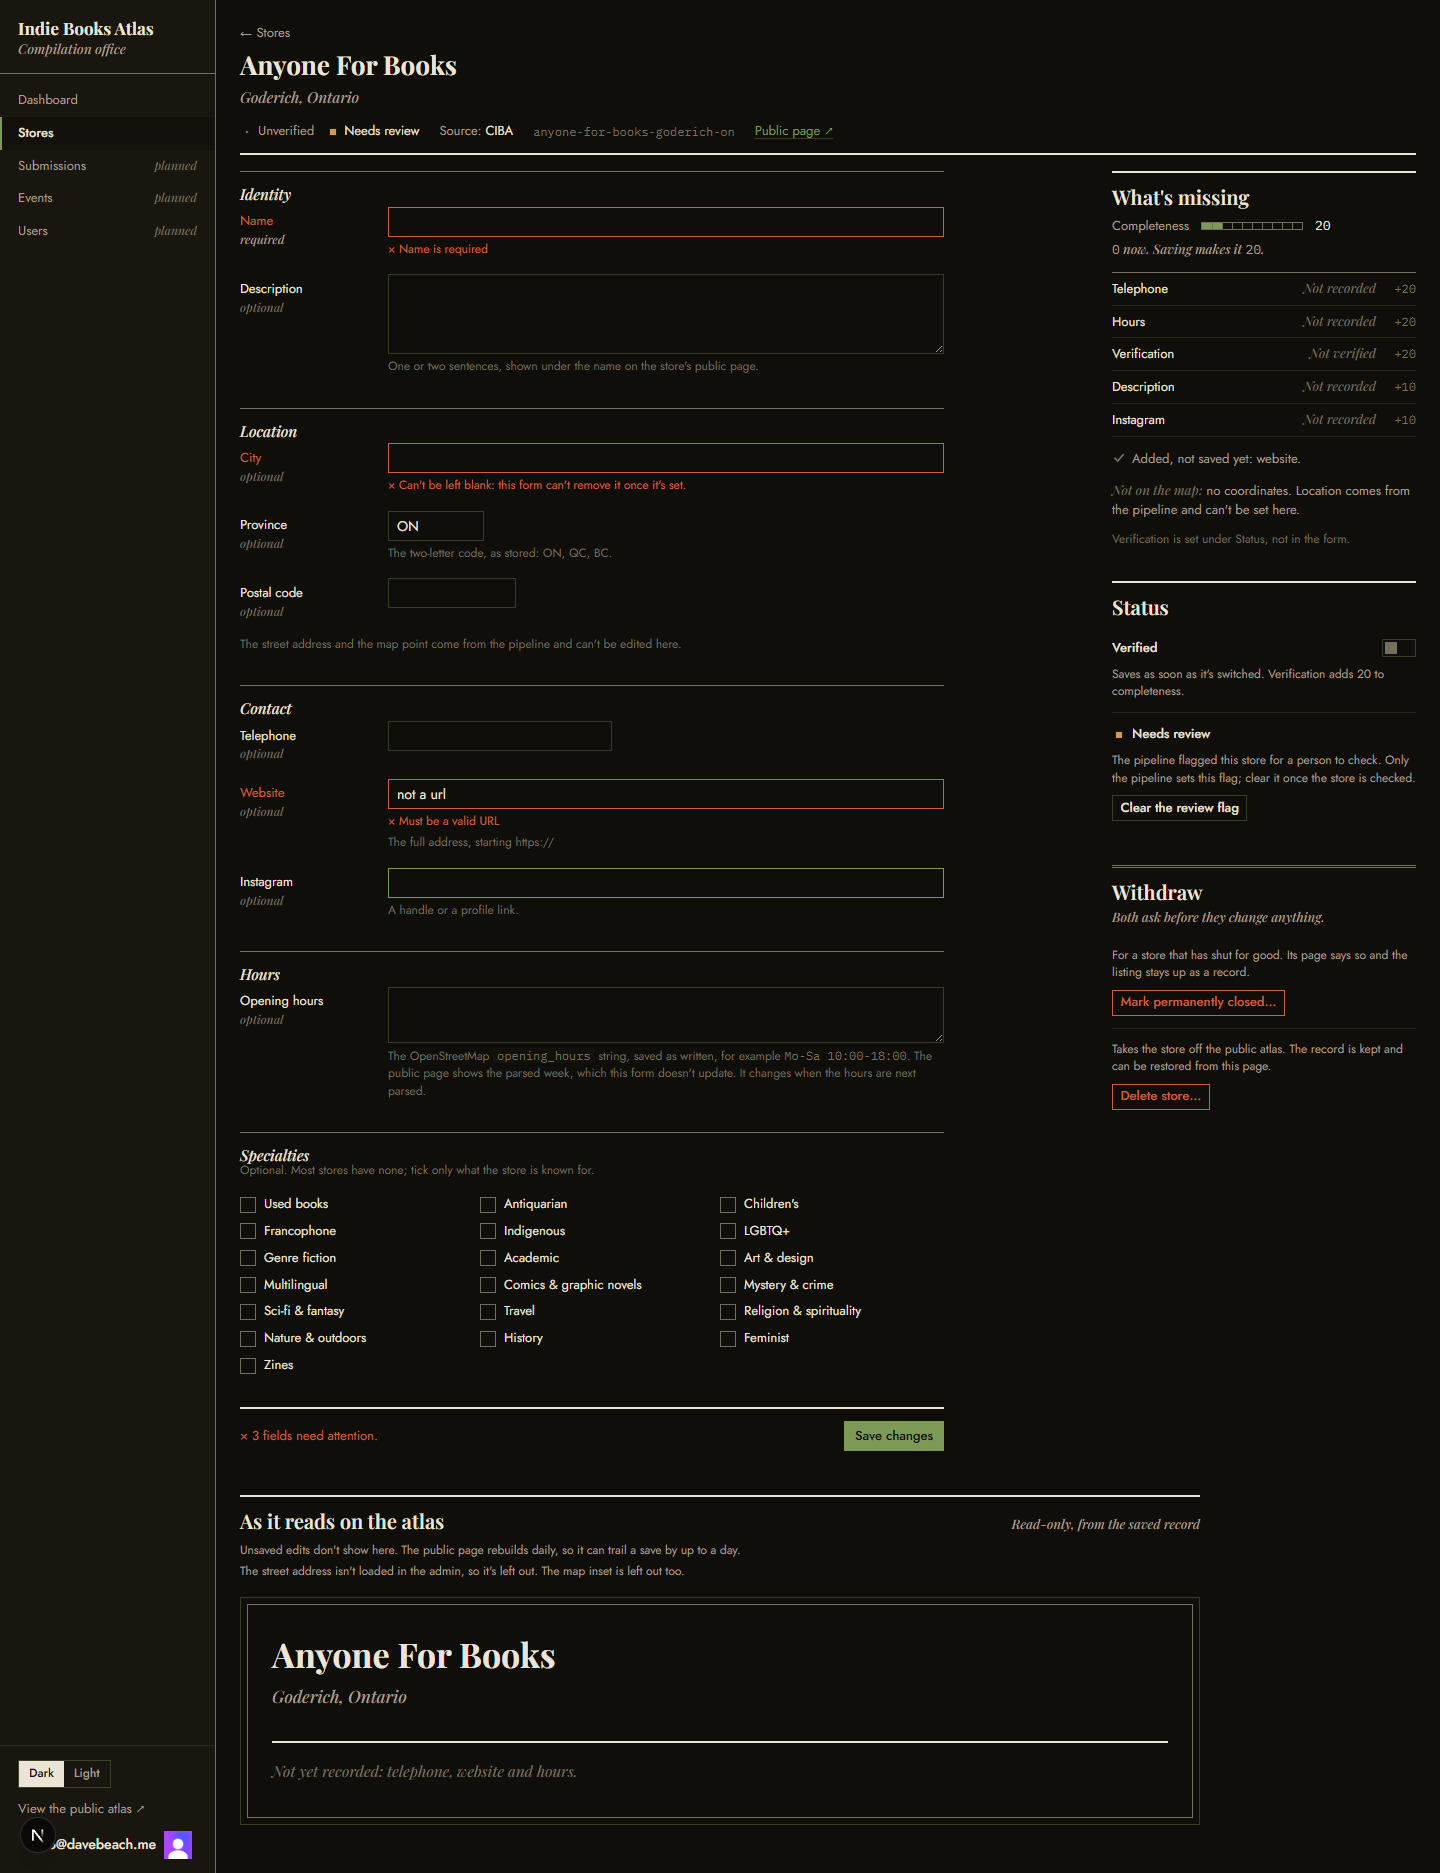 Indie Books Atlas
Compilation office
Dashboard
Stores
Submissions planned
Events planned
Users planned
← Stores
Anyone For Books
Goderich, Ontario
· Unverified ■ Needs review Source: CIBA anyone-for-books-goderich-on Public page ↗
Identity
Name
required
× Name is required
Description
optional
One or two sentences, shown under the name on the store's public page.
Location
City
optional
× Can't be left blank: this form can't remove it once it's set.
Province
optional
ON
The two-letter code, as stored: ON, QC, BC.
Postal code
optional
The street address and the map point come from the pipeline and can't be edited here.
Contact
Telephone
optional
Website
optional
not a url
× Must be a valid URL
The full address, starting https://
Instagram
optional
A handle or a profile link.
Hours
Opening hours
optional
The OpenStreetMap opening_hours string, saved as written, for example Mo-Sa 10:00-18:00. The
public page shows the parsed week, which this form doesn't update. It changes when the hours are next
parsed.
Specialties
Optional. Most stores have none; tick only what the store is known for.
Used books Antiquarian Children's
Francophone Indigenous LGBTQ+
Genre fiction Academic Art & design
Multilingual Comics & graphic novels Mystery & crime
Sci-fi & fantasy Travel Religion & spirituality
Nature & outdoors History Feminist
Zines
× 3 fields need attention.
Save changes
What's missing
Completeness 20
0 now. Saving makes it 20.
Telephone Not recorded +20
Hours Not recorded +20
Verification Not verified +20
Description Not recorded +10
Instagram Not recorded +10
✓ Added, not saved yet: website.
Not on the map: no coordinates. Location comes from
the pipeline and can't be set here.
Verification is set under Status, not in the form.
Status
Verified
Saves as soon as it's switched. Verification adds 20 to
completeness.
■ Needs review
The pipeline flagged this store for a person to check. Only
the pipeline sets this flag; clear it once the store is checked.
Clear the review flag
Withdraw
Both ask before they change anything.
For a store that has shut for good. Its page says so and the
listing stays up as a record.
Mark permanently closed…
Takes the store off the public atlas. The record is kept and
can be restored from this page.
Delete store…
As it reads on the atlas
Read-only, from the saved record
Unsaved edits don't show here. The public page rebuilds daily, so it can trail a save by up to a day.
The street address isn't loaded in the admin, so it's left out. The map inset is left out too.
Anyone For Books
Goderich, Ontario
Not yet recorded: telephone, website and hours.
Dark Light
View the public atlas ↗
N
@davebeach.me